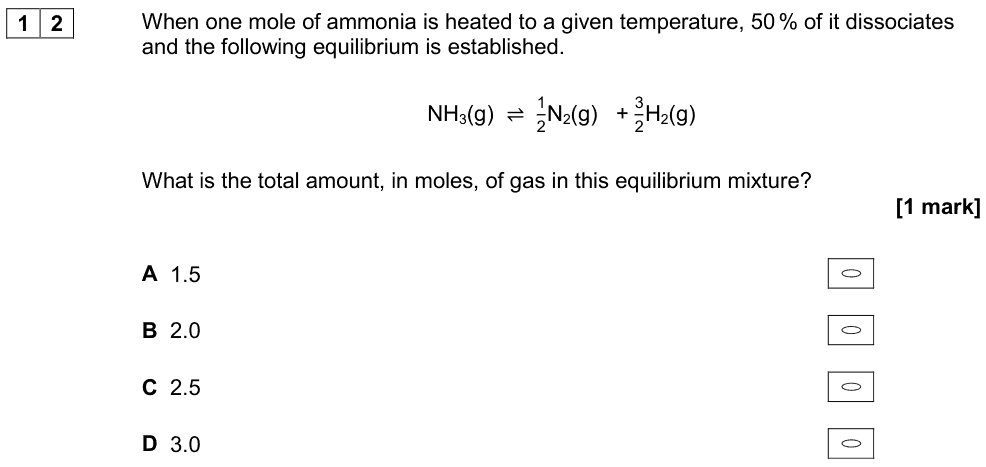 1 2 When one mole of ammonia is heated to a given temperature, 50 % of it dissociates
and the following equilibrium is established.
NH₃(g) ⇌ ½N₂(g) + 3/2H₂(g)
What is the total amount, in moles, of gas in this equilibrium mixture?
[1 mark]
A 1.5
B 2.0
C 2.5
D 3.0